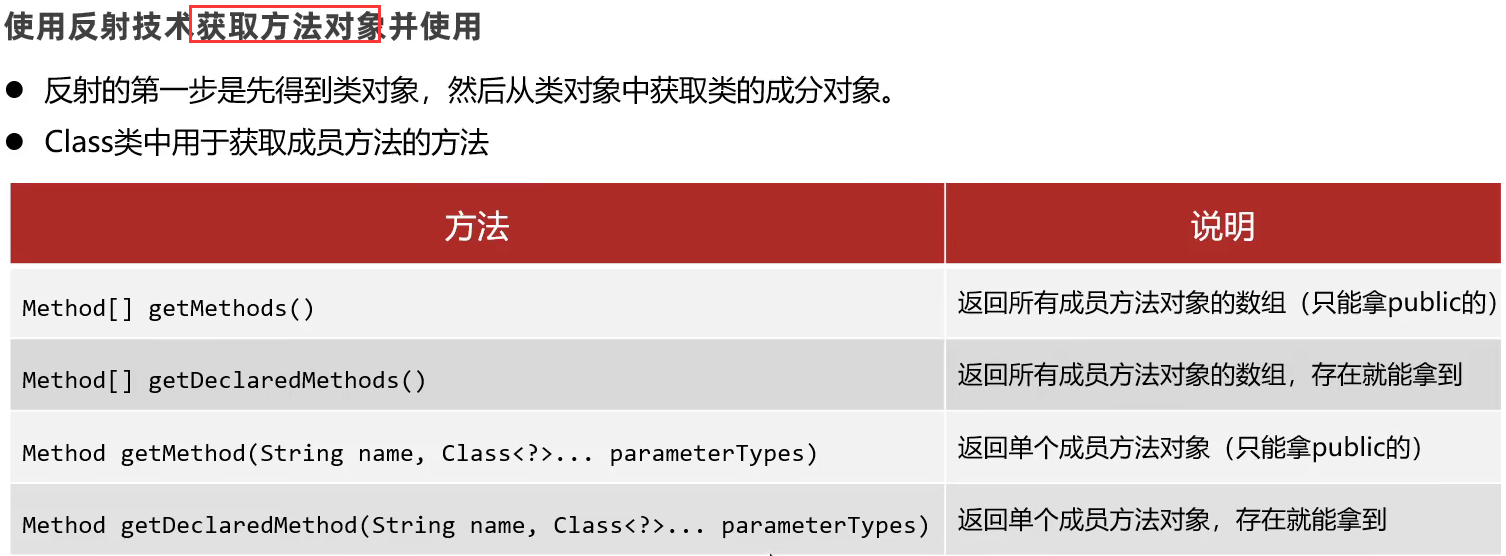 使用反射技术获取方法对象并使用
● 反射的第一步是先得到类对象，然后从类对象中获取类的成分对象。
● Class类中用于获取成员方法的方法
方法 说明
Method[] getMethods() 返回所有成员方法对象的数组（只能拿public的）
Method[] getDeclaredMethods() 返回所有成员方法对象的数组，存在就能拿到
Method getMethod(String name, Class<?>... parameterTypes) 返回单个成员方法对象（只能拿public的）
Method getDeclaredMethod(String name, Class<?>... parameterTypes) 返回单个成员方法对象，存在就能拿到